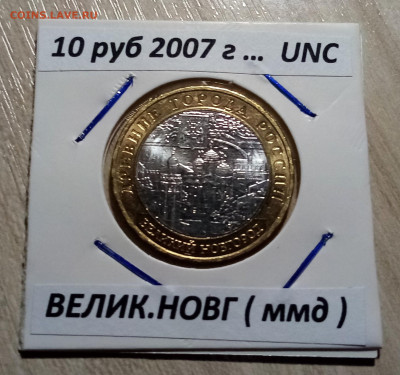 COINS.LAVE.RU
10 руб 2007 г ... UNC
ДРЕВНИЕ ГОРОДА РОССИИ
ВЕЛИКИЙ НОВГОРОД
ВЕЛИК.НОВГ ( ммд )